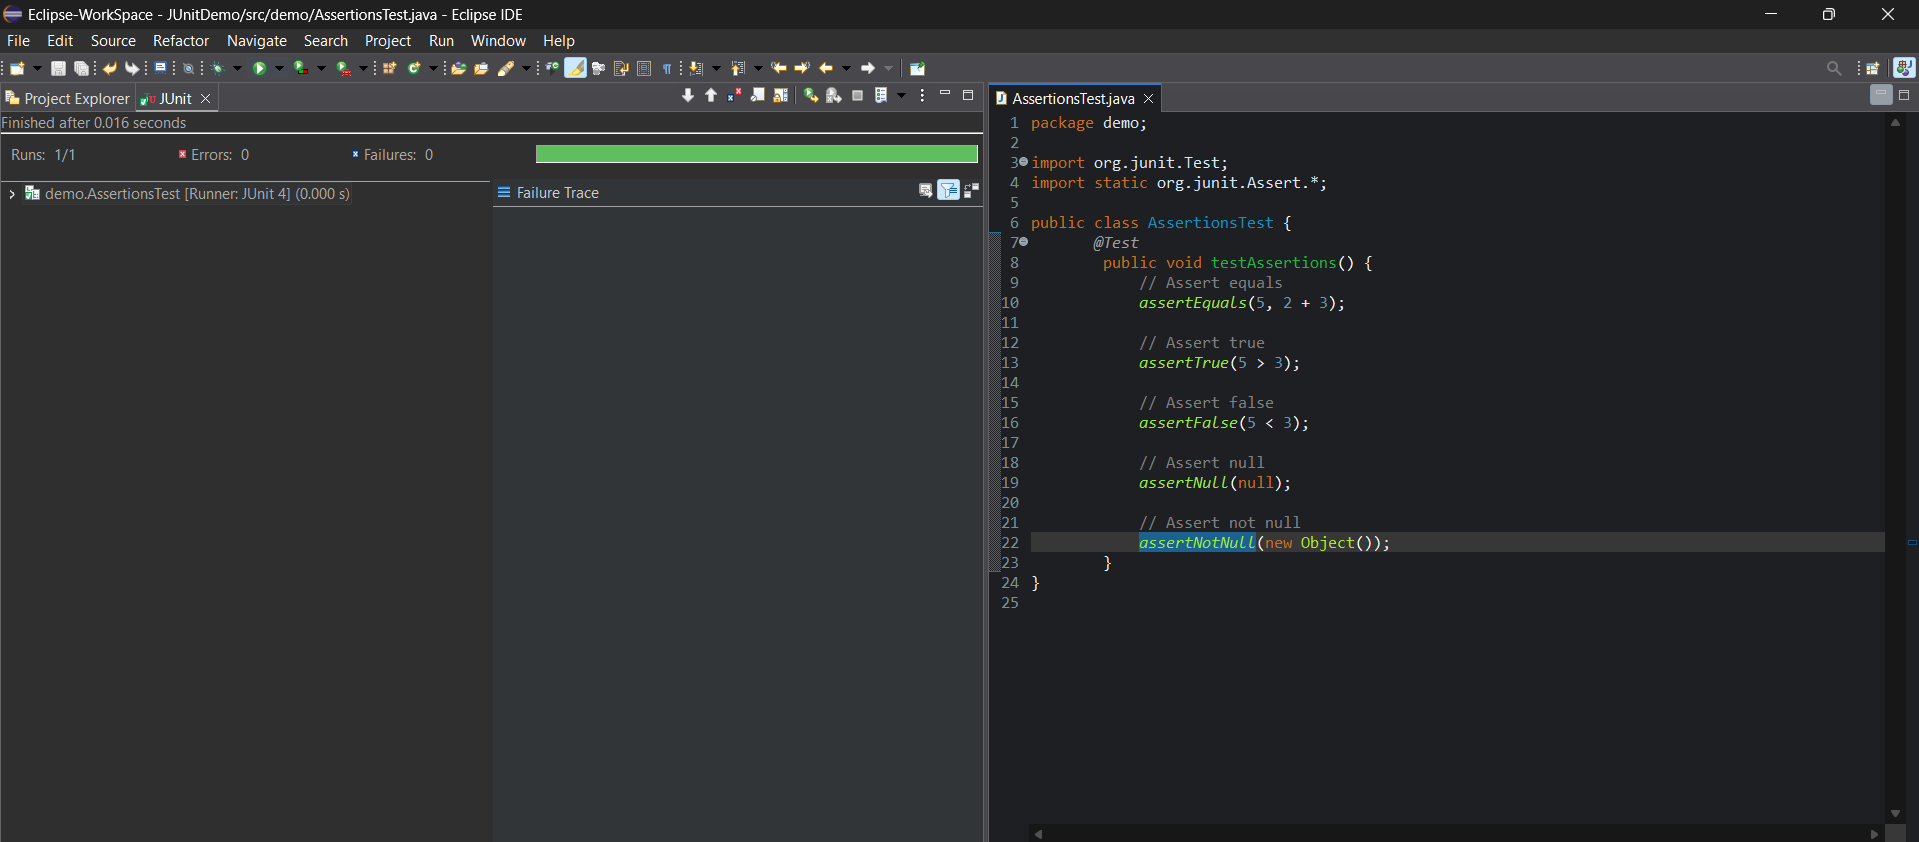 Eclipse-WorkSpace - JUnitDemo/src/demo/AssertionsTest.java - Eclipse IDE
File Edit Source Refactor Navigate Search Project Run Window Help
Project Explorer JUnit
Finished after 0.016 seconds
Runs: 1/1 Errors: 0 Failures: 0
demo.AssertionsTest [Runner: JUnit 4] (0.000 s)
Failure Trace
AssertionsTest.java
1 package demo;
2
3 import org.junit.Test;
4 import static org.junit.Assert.*;
5
6 public class AssertionsTest {
7 @Test
8 public void testAssertions() {
9 // Assert equals
10 assertEquals(5, 2 + 3);
11
12 // Assert true
13 assertTrue(5 > 3);
14
15 // Assert false
16 assertFalse(5 < 3);
17
18 // Assert null
19 assertNull(null);
20
21 // Assert not null
22 assertNotNull(new Object());
23 }
24 }
25